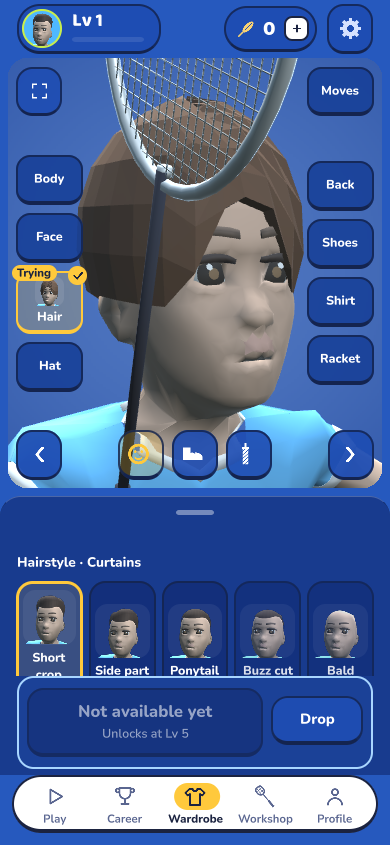 Lv 1
0
+
Moves
Body
Back
Face
Shoes
Trying
Hair
Shirt
Hat
Racket
Hairstyle · Curtains
Short
crop
Side part
Ponytail
Buzz cut
Bald
Not available yet
Unlocks at Lv 5
Drop
Play
Career
Wardrobe
Workshop
Profile